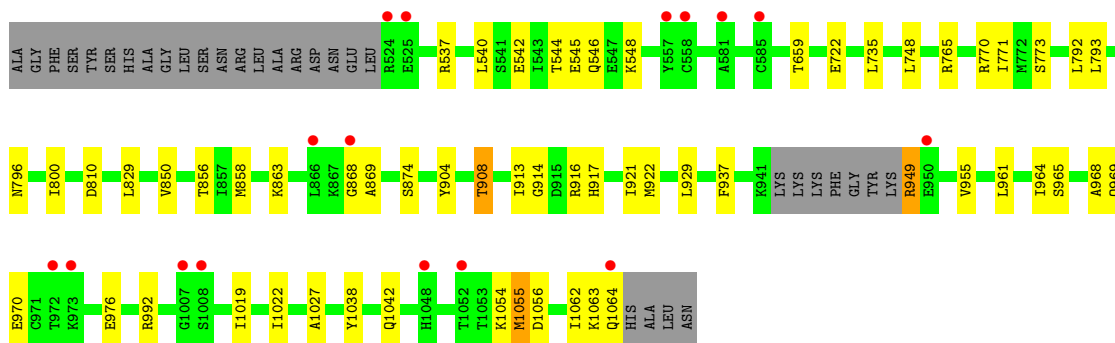 ALA GLY PHE SER TYR SER HIS ALA GLY LEU SER ASN ARG LEU ALA ARG ASP ASN GLU LEU R524 E525 R537 L540 S541 E542 I543 T544 E545 Q546 E547 K548 Y557 C558 A581 C585 T659 E722 L735 L748 R765 R770 I771 M772 S773 L792 L793
N796 I800 D810 L829 V850 T856 I857 M858 K863 L866 K867 G868 A869 S874 Y904 T908 I913 G914 D915 R916 H917 I921 M922 L929 F937 K941 LYS LYS LYS PHE GLY TYR LYS R949 E950 V955 L961 I964 S965 A968
E970 C971 T972 K973 E976 R992 G1007 S1008 I1019 I1022 A1027 Y1038 Q1042 H1048 T1052 T1053 K1054 M1055 D1056 I1062 K1063 Q1064 HIS ALA LEU ASN